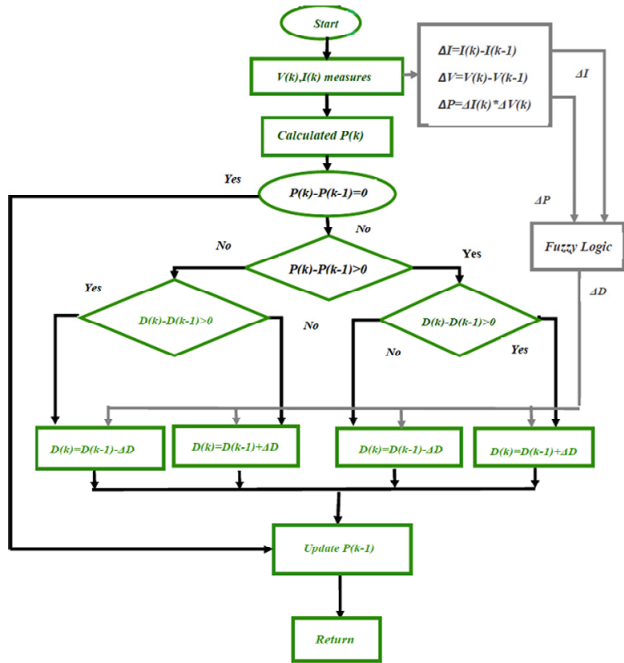 Start
V(k),I(k) measures
ΔI=I(k)-I(k-1)
ΔV=V(k)-V(k-1)
ΔP=ΔI(k)*ΔV(k)
ΔI
Calculated P(k)
Yes
P(k)-P(k-1)=0
ΔP
No
Fuzzy Logic
No
P(k)-P(k-1)>0
Yes
Yes
D(k)-D(k-1)>0
No
D(k)-D(k-1)>0
ΔD
No
Yes
D(k)=D(k-1)-ΔD
D(k)=D(k-1)+ΔD
D(k)=D(k-1)-ΔD
D(k)=D(k-1)+ΔD
Update P(k-1)
Return